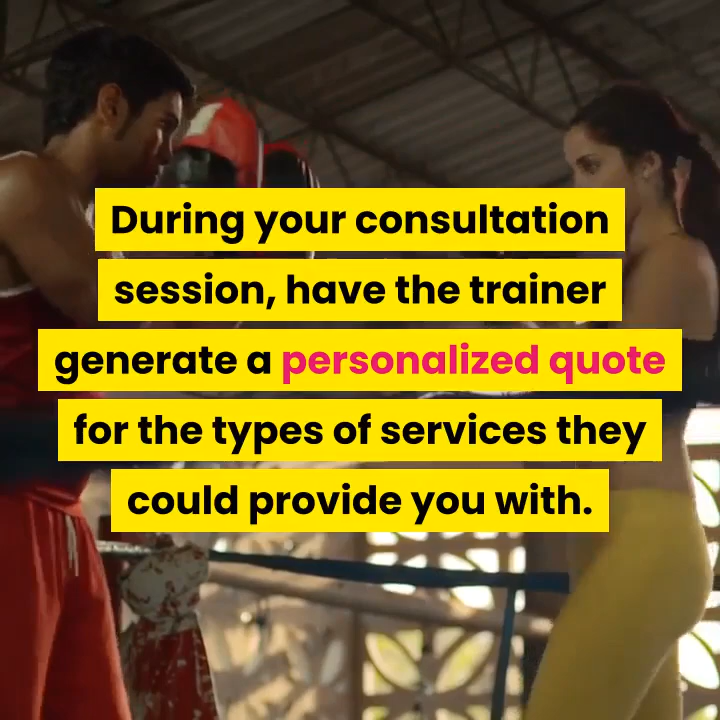 During your consultation
session, have the trainer
generate a personalized quote
for the types of services they
could provide you with.